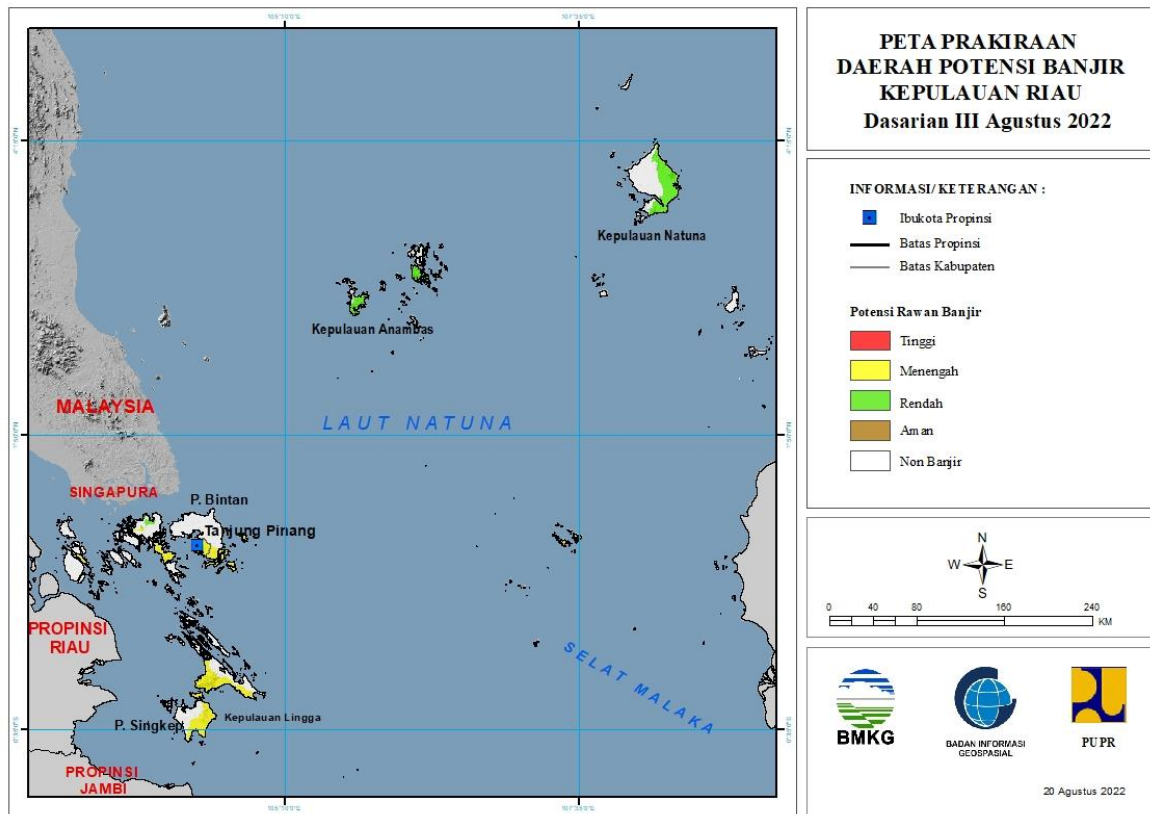 PETA PRAKIRAAN
DAERAH POTENSI BANJIR
KEPULAUAN RIAU
Dasarian III Agustus 2022
INFORMASI/ KETERANGAN :
Ibukota Propinsi
Batas Propinsi
Batas Kabupaten
Potensi Rawan Banjir
Tinggi
Menengah
Rendah
Aman
Non Banjir
N
W E
S
0 40 80 160 240
KM
BMKG
BADAN INFORMASI
GEOSPASIAL
PUPR
20 Agustus 2022
Kepulauan Natuna
Kepulauan Anambas
MALAYSIA
LAUT NATUNA
SINGAPURA
P. Bintan
Tanjung Pinang
PROPINSI
RIAU
SELAT MALAKA
P. Singkep
Kepulauan Lingga
PROPINSI
JAMBI